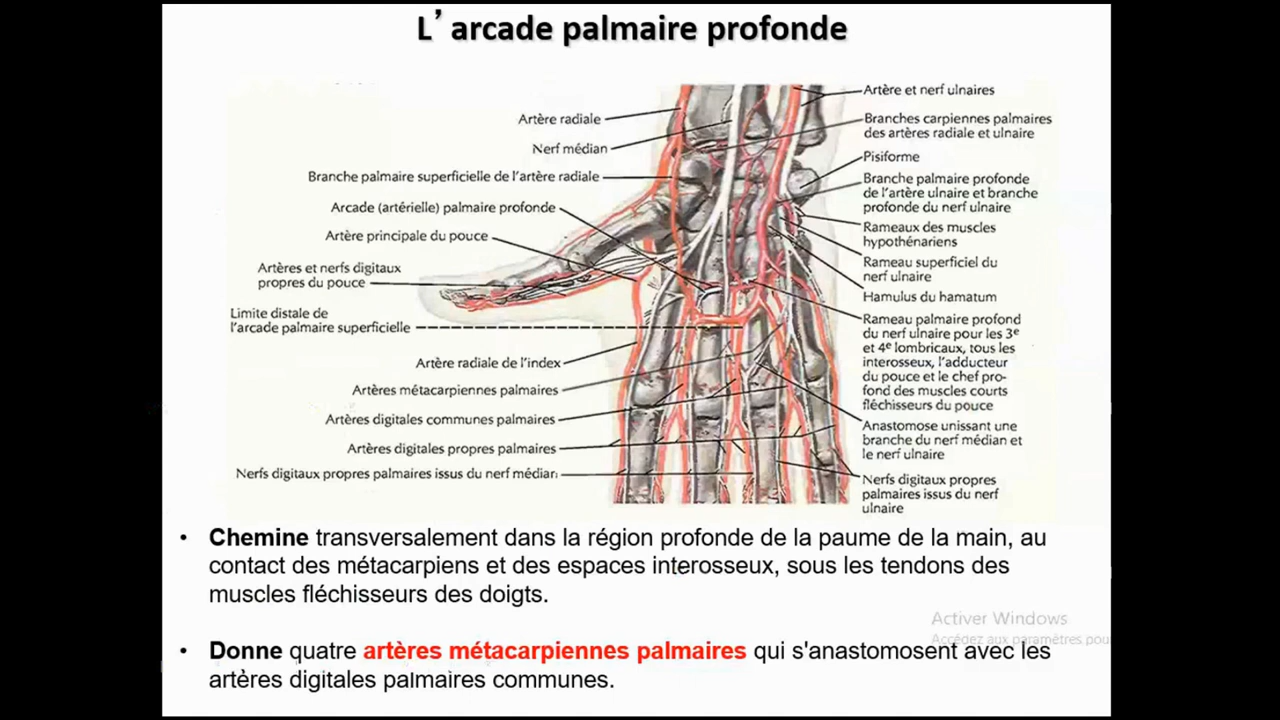 L’arcade palmaire profonde
Artère radiale
Nerf médian
Branche palmaire superficielle de l'artère radiale
Arcade (artérielle) palmaire profonde
Artère principale du pouce
Artères et nerfs digitaux
propres du pouce
Limite distale de
l'arcade palmaire superficielle
Artère radiale de l'index
Artères métacarpiennes palmaires
Artères digitales communes palmaires
Artères digitales propres palmaires
Nerfs digitaux propres palmaires issus du nerf médian
Artère et nerf ulnaires
Branches carpiennes palmaires
des artères radiale et ulnaire
Pisiforme
Branche palmaire profonde
de l'artère ulnaire et branche
profonde du nerf ulnaire
Rameaux des muscles
hypothénariens
Rameau superficiel du
nerf ulnaire
Hamulus du hamatum
Rameau palmaire profond
du nerf ulnaire pour les 3e
et 4e lombricaux, tous les
interosseux, l'adducteur
du pouce et le chef pro-
fond des muscles courts
fléchisseurs du pouce
Anastomose unissant une
branche du nerf médian et
le nerf ulnaire
Nerfs digitaux propres
palmaires issus du nerf
ulnaire
• Chemine transversalement dans la région profonde de la paume de la main, au
contact des métacarpiens et des espaces interosseux, sous les tendons des
muscles fléchisseurs des doigts.
Activer Windows
Accédez aux paramètres pou
• Donne quatre artères métacarpiennes palmaires qui s'anastomosent avec les
artères digitales palmaires communes.